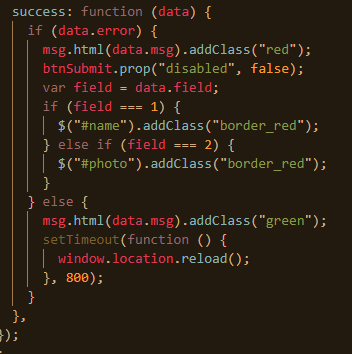 success: function (data) {
if (data.error) {
msg.html(data.msg).addClass("red");
btnSubmit.prop("disabled", false);
var field = data.field;
if (field === 1) {
$("#name").addClass("border_red");
} else if (field === 2) {
$("#photo").addClass("border_red");
}
} else {
msg.html(data.msg).addClass("green");
setTimeout(function () {
window.location.reload();
}, 800);
}
},
});